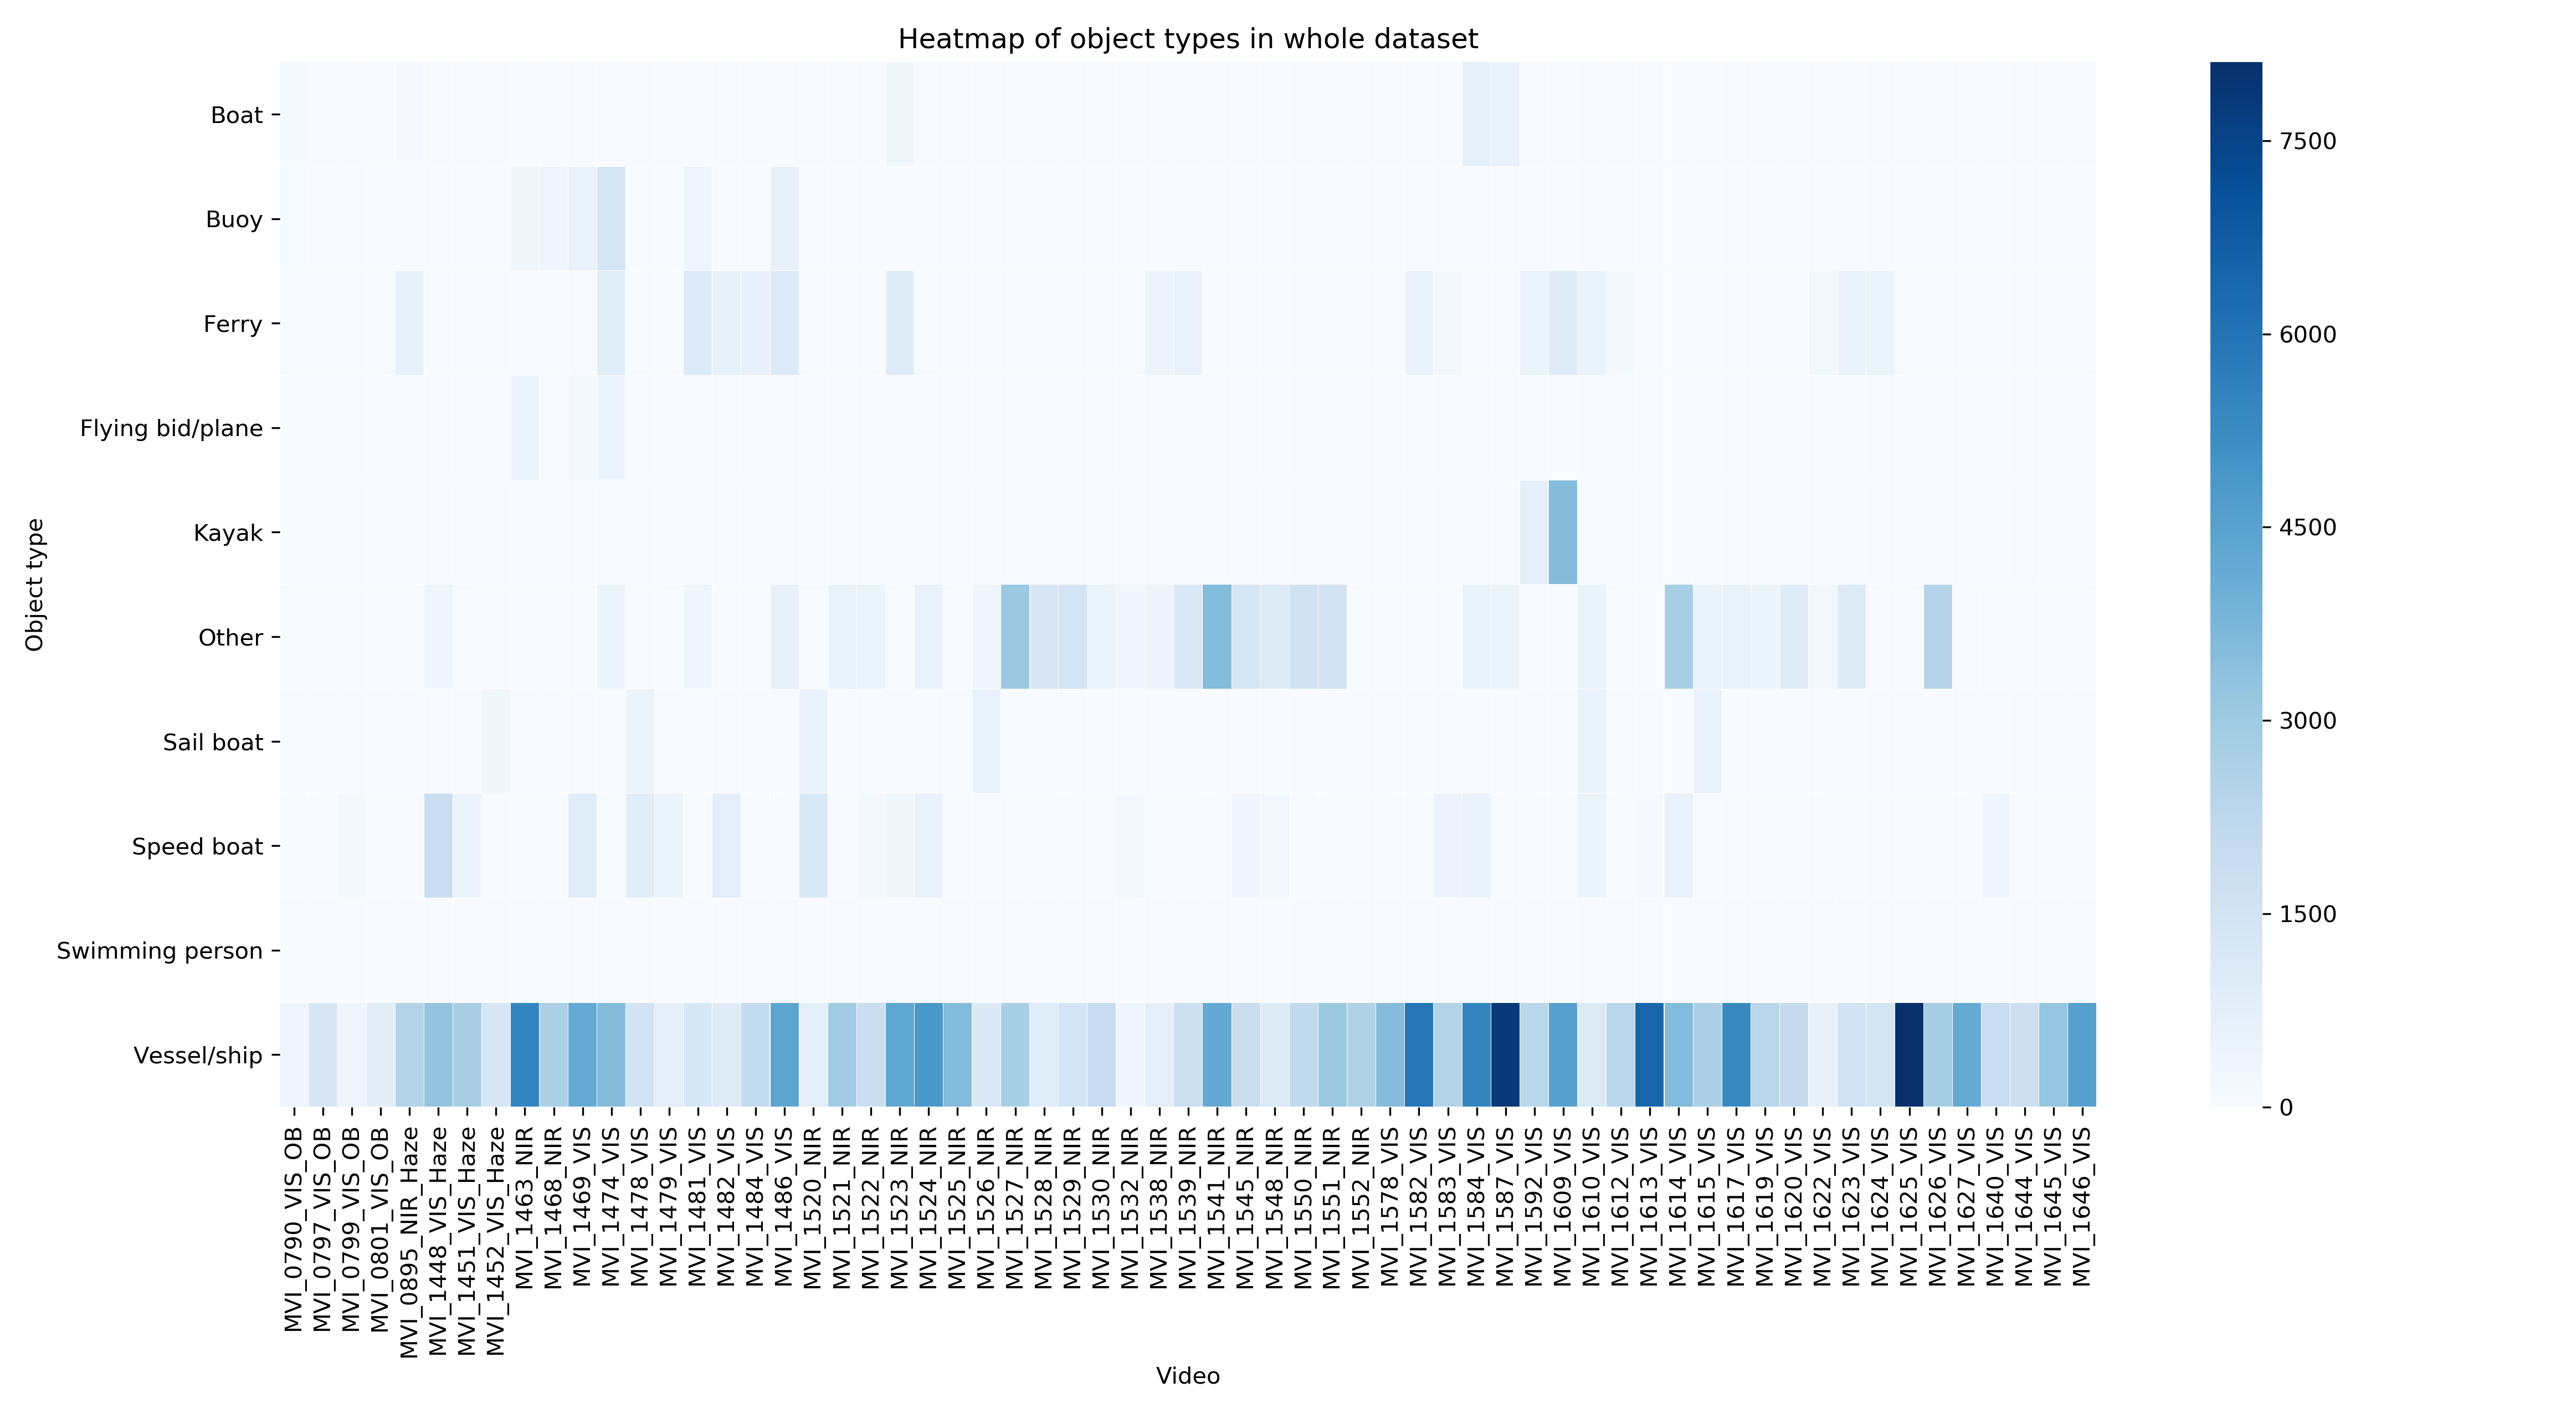 Heatmap of object types in whole dataset
Object type
Boat
Buoy
Ferry
Flying bid/plane
Kayak
Other
Sail boat
Speed boat
Swimming person
Vessel/ship
7500
6000
4500
3000
1500
0
MVI_0790_VIS_OB
MVI_0797_VIS_OB
MVI_0799_VIS_OB
MVI_0801_VIS_OB
MVI_0895_NIR_Haze
MVI_1448_VIS_Haze
MVI_1451_VIS_Haze
MVI_1452_VIS_Haze
MVI_1463_NIR
MVI_1468_NIR
MVI_1469_VIS
MVI_1474_VIS
MVI_1478_VIS
MVI_1479_VIS
MVI_1481_VIS
MVI_1482_VIS
MVI_1484_VIS
MVI_1486_VIS
MVI_1520_NIR
MVI_1521_NIR
MVI_1522_NIR
MVI_1523_NIR
MVI_1524_NIR
MVI_1525_NIR
MVI_1526_NIR
MVI_1527_NIR
MVI_1528_NIR
MVI_1529_NIR
MVI_1530_NIR
MVI_1532_NIR
MVI_1538_NIR
MVI_1539_NIR
MVI_1541_NIR
MVI_1545_NIR
MVI_1548_NIR
MVI_1550_NIR
MVI_1551_NIR
MVI_1552_NIR
MVI_1578_VIS
MVI_1582_VIS
MVI_1583_VIS
MVI_1584_VIS
MVI_1587_VIS
MVI_1592_VIS
MVI_1609_VIS
MVI_1610_VIS
MVI_1612_VIS
MVI_1613_VIS
MVI_1614_VIS
MVI_1615_VIS
MVI_1617_VIS
MVI_1619_VIS
MVI_1620_VIS
MVI_1622_VIS
MVI_1623_VIS
MVI_1624_VIS
MVI_1625_VIS
MVI_1626_VIS
MVI_1627_VIS
MVI_1640_VIS
MVI_1644_VIS
MVI_1645_VIS
MVI_1646_VIS
Video